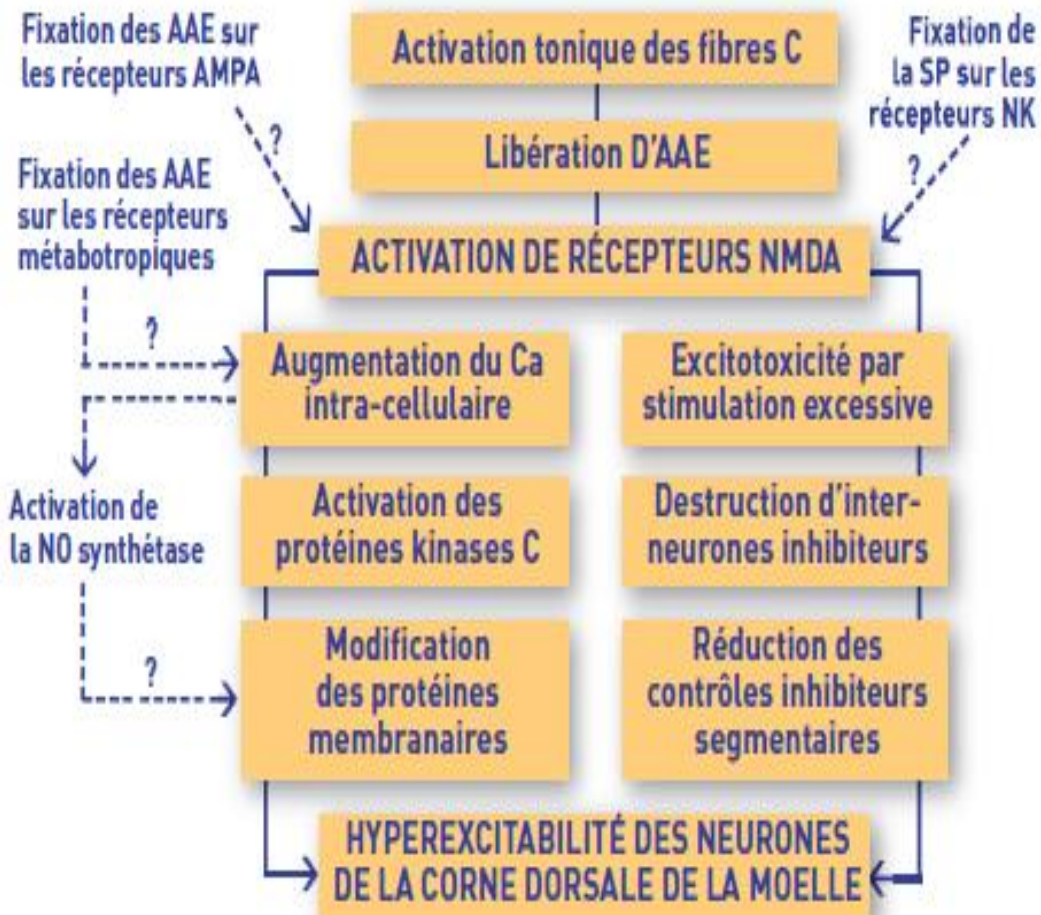 Fixation des AAE sur
les récepteurs AMPA
Activation tonique des fibres C
Fixation de
la SP sur les
récepteurs NK
?
Libération D'AAE
?
Fixation des AAE
sur les récepteurs
métabotropiques
ACTIVATION DE RÉCEPTEURS NMDA
?
Augmentation du Ca
intra-cellulaire
Excitotoxicité par
stimulation excessive
Activation de
la NO synthétase
Activation des
protéines kinases C
Destruction d'inter-
neurones inhibiteurs
?
Modification
des protéines
membranaires
Réduction des
contrôles inhibiteurs
segmentaires
HYPEREXCITABILITÉ DES NEURONES
DE LA CORNE DORSALE DE LA MOELLE